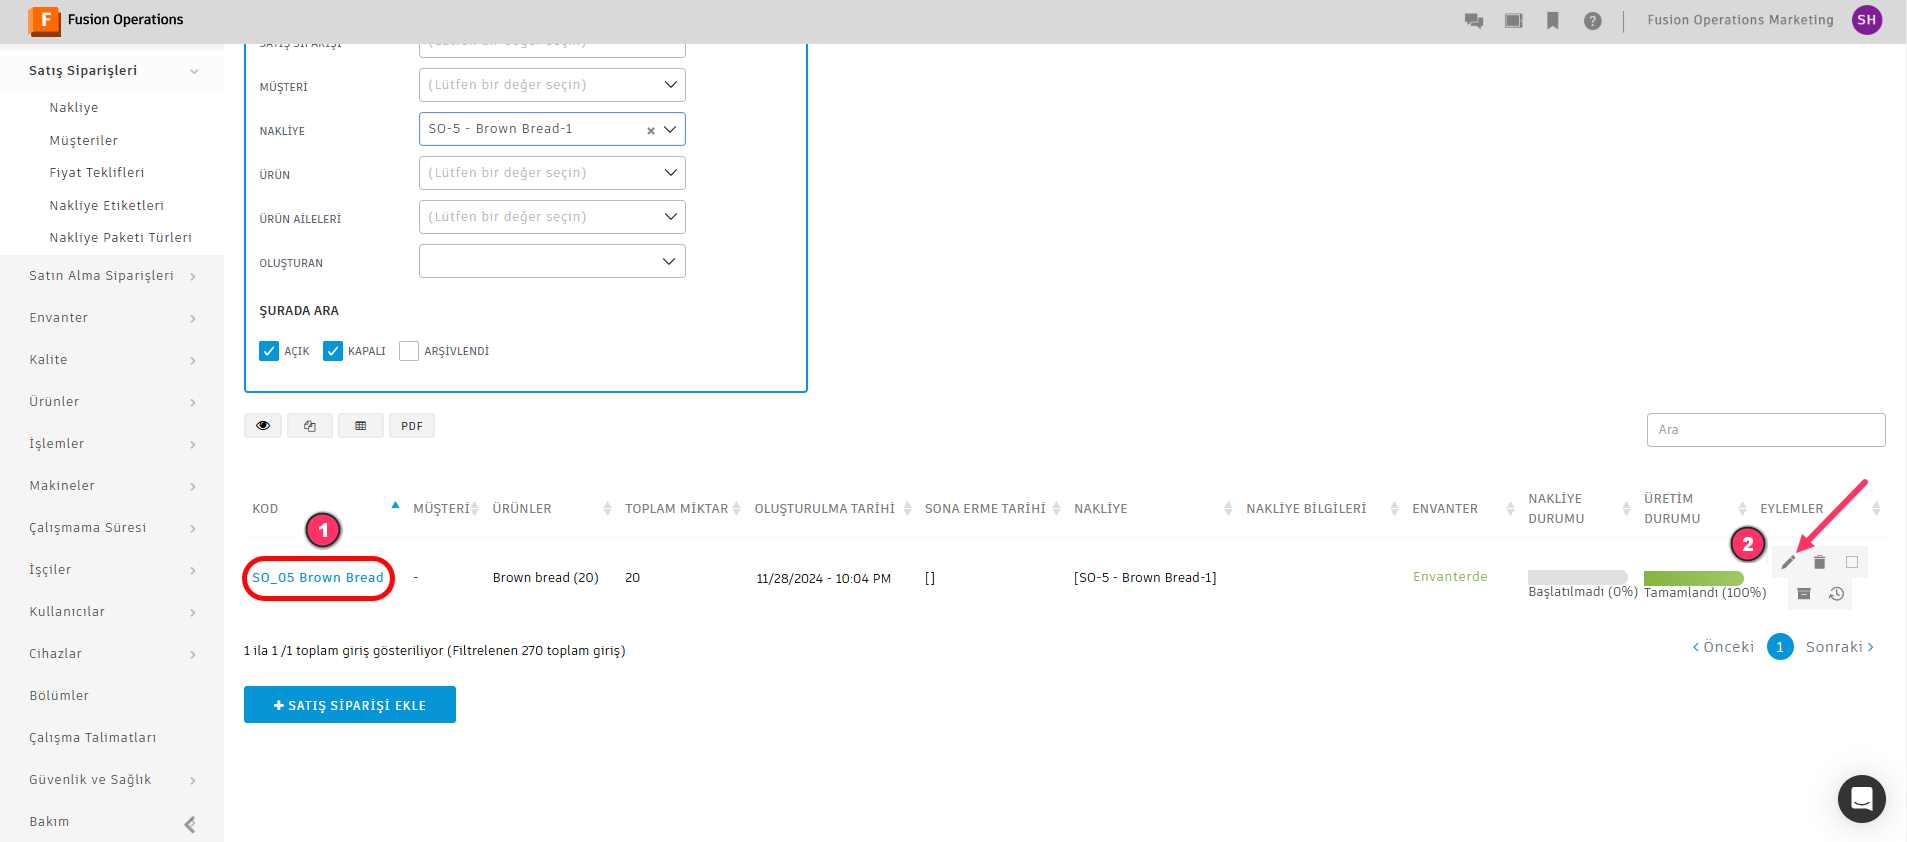 F Fusion Operations
Fusion Operations Marketing SH
Satış Siparişleri
Nakliye
Müşteriler
Fiyat Teklifleri
Nakliye Etiketleri
Nakliye Paketi Türleri
Satın Alma Siparişleri
Envanter
Kalite
Ürünler
İşlemler
Makineler
Çalışmama Süresi
İşçiler
Kullanıcılar
Cihazlar
Bölümler
Çalışma Talimatları
Güvenlik ve Sağlık
Bakım
SATIŞ SİPARİŞİ (Lütfen bir değer seçin)
MÜŞTERİ (Lütfen bir değer seçin)
NAKLİYE SO-5 - Brown Bread-1
ÜRÜN (Lütfen bir değer seçin)
ÜRÜN AİLELERİ (Lütfen bir değer seçin)
OLUŞTURAN
ŞURADA ARA
AÇIK KAPALI ARŞİVLENDİ
PDF
Ara
KOD MÜŞTERİ ÜRÜNLER TOPLAM MİKTAR OLUŞTURULMA TARİHİ SONA ERME TARİHİ NAKLİYE NAKLİYE BİLGİLERİ ENVANTER NAKLİYE DURUMU ÜRETİM DURUMU EYLEMLER
1
2
SO_05 Brown Bread - Brown bread (20) 20 11/28/2024 - 10:04 PM [] [SO-5 - Brown Bread-1] Envanterde Başlatılmadı (0%) Tamamlandı (100%)
1 ila 1 /1 toplam giriş gösteriliyor (Filtrelenen 270 toplam giriş)
Önceki 1 Sonraki
SATIŞ SİPARİŞİ EKLE